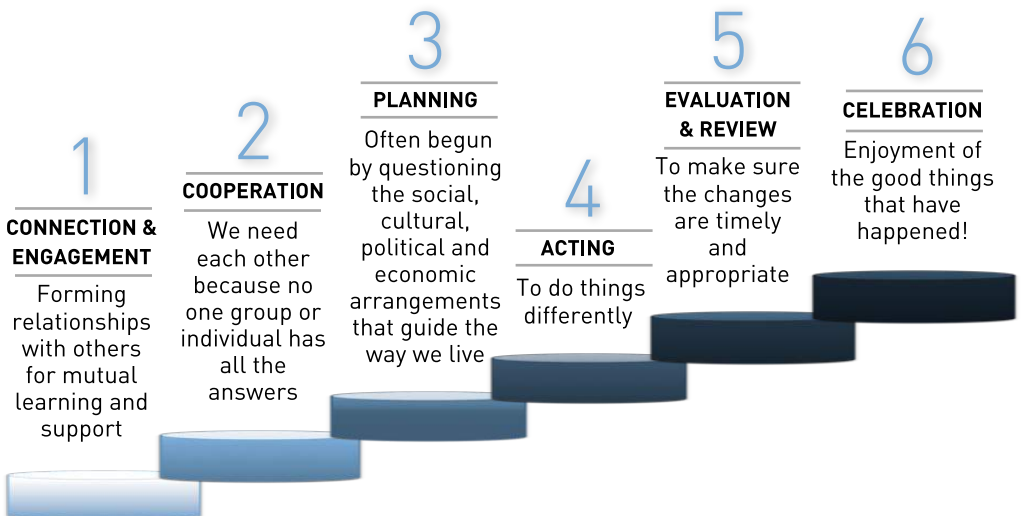 1
CONNECTION &
ENGAGEMENT
Forming
relationships
with others
for mutual
learning and
support
2
COOPERATION
We need
each other
because no
one group or
individual has
all the
answers
3
PLANNING
Often begun
by questioning
the social,
cultural,
political and
economic
arrangements
that guide the
way we live
4
ACTING
To do things
differently
5
EVALUATION
& REVIEW
To make sure
the changes
are timely
and
appropriate
6
CELEBRATION
Enjoyment of
the good things
that have
happened!